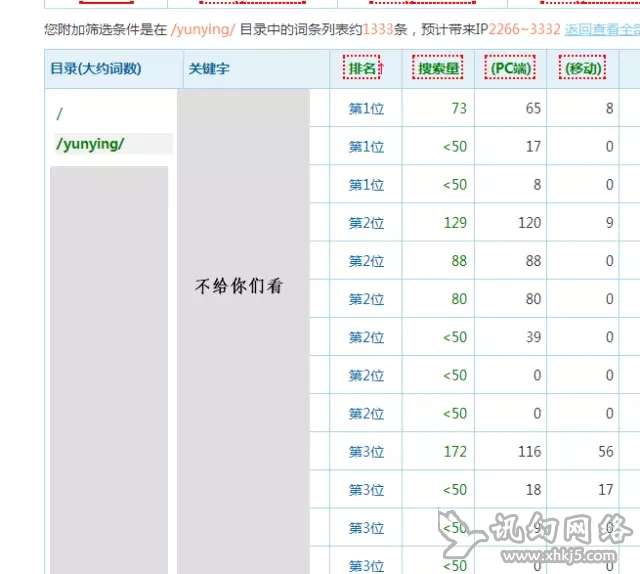 您附加筛选条件是在 /yunying/ 目录中的词条列表约1333条，预计带来IP2266~3332 返回查看全部
目录(大约词数) 关键字 排名↑ 搜索量 (PC端) (移动)
/ 第1位 73 65 8
/yunying/ 第1位 <50 17 0
第1位 <50 8 0
第2位 129 120 9
第2位 88 88 0
不给你们看 第2位 80 80 0
第2位 <50 39 0
第2位 <50 0 0
第2位 <50 0 0
第3位 172 116 56
第3位 <50 18 17
第3位 <50 9 0
第3位 <50 0 0
讯幻网络
www.xhkj5.com